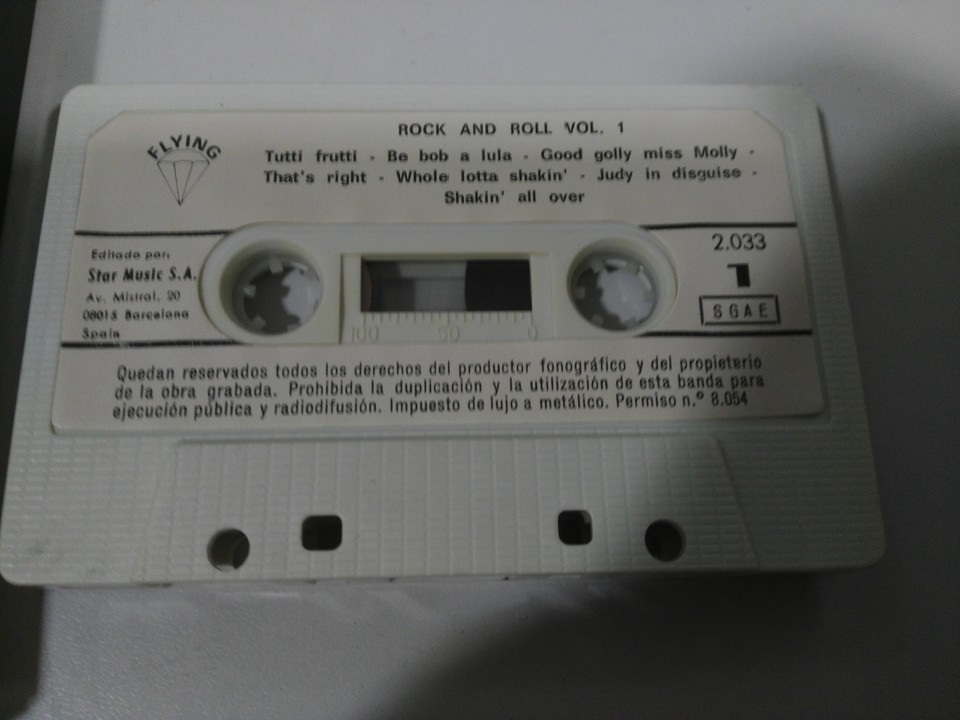 ROCK AND ROLL VOL. 1
FLYING
Tutti frutti - Be bob a lula - Good golly miss Molly -
That's right - Whole lotta shakin' - Judy in disguise -
Shakin' all over
Editado por:
Star Music S.A.
Av. Mistral, 20
08015 Barcelona
Spain
2.033
1
SGAE
100 50 0
Quedan reservados todos los derechos del productor fonográfico y del propieterio
de la obra grabada. Prohibida la duplicación y la utilización de esta banda para
ejecución pública y radiodifusión. Impuesto de lujo a metálico. Permiso n.º 8.054